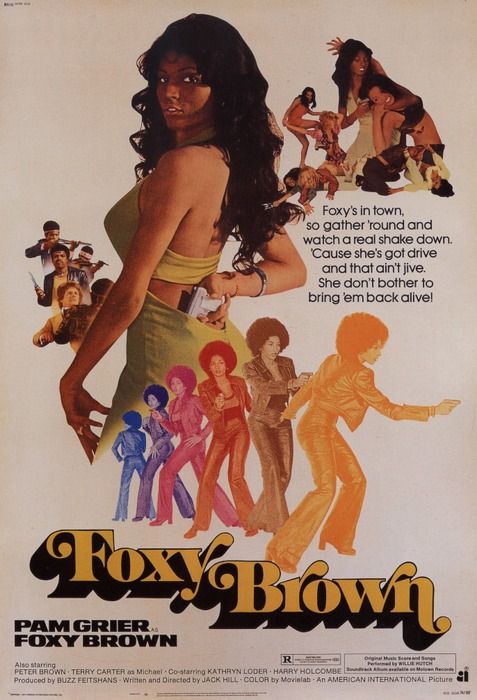 Foxy's in town,
so gather 'round and
watch a real shake down.
'Cause she's got drive
and that ain't jive.
She don't bother to
bring 'em back alive!
Foxy Brown
PAM GRIER AS
FOXY BROWN
Also starring
PETER BROWN · TERRY CARTER as Michael · Co-starring KATHRYN LODER · HARRY HOLCOMBE
Produced by BUZZ FEITSHANS · Written and Directed by JACK HILL · COLOR by Movielab · An AMERICAN INTERNATIONAL Picture
R
RESTRICTED
Original Music Score and Songs
Performed by WILLIE HUTCH
Soundtrack Album available on Motown Records
ai